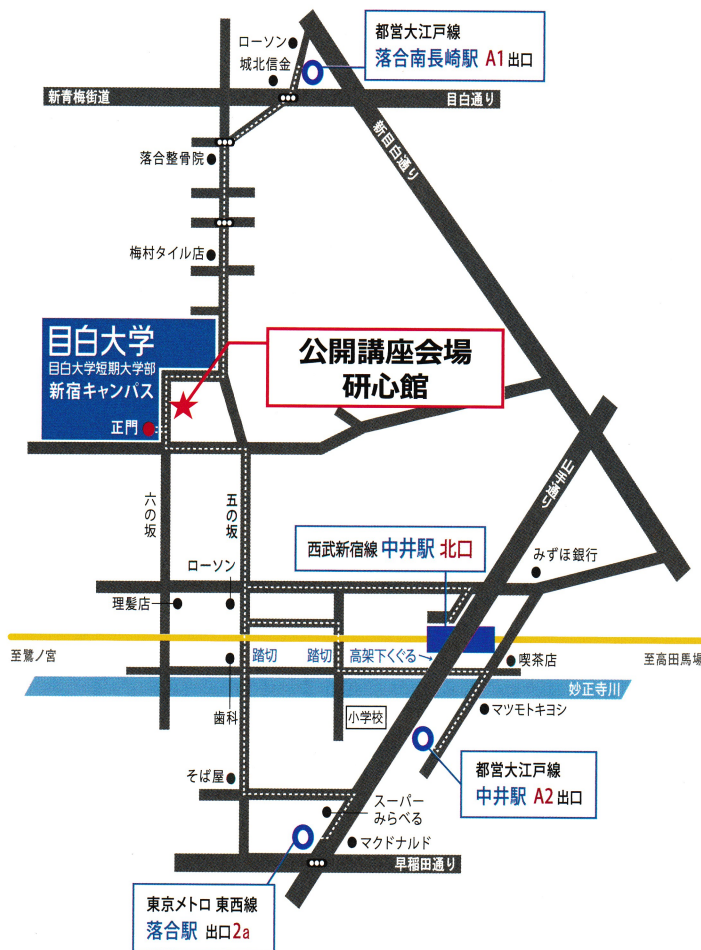 都営大江戸線
落合南長崎駅 A1 出口
ローソン
城北信金
新青梅街道
目白通り
新目白通り
落合整骨院
梅村タイル店
目白大学
目白大学短期大学部
新宿キャンパス
正門
公開講座会場
研心館
山手通り
六の坂
五の坂
西武新宿線 中井駅 北口
みずほ銀行
ローソン
理髪店
至鷺ノ宮
踏切
踏切
高架下くぐる→
喫茶店
至高田馬場
妙正寺川
歯科
小学校
マツモトキヨシ
都営大江戸線
中井駅 A2 出口
そば屋
スーパー
みらべる
マクドナルド
早稲田通り
東京メトロ 東西線
落合駅 出口2a